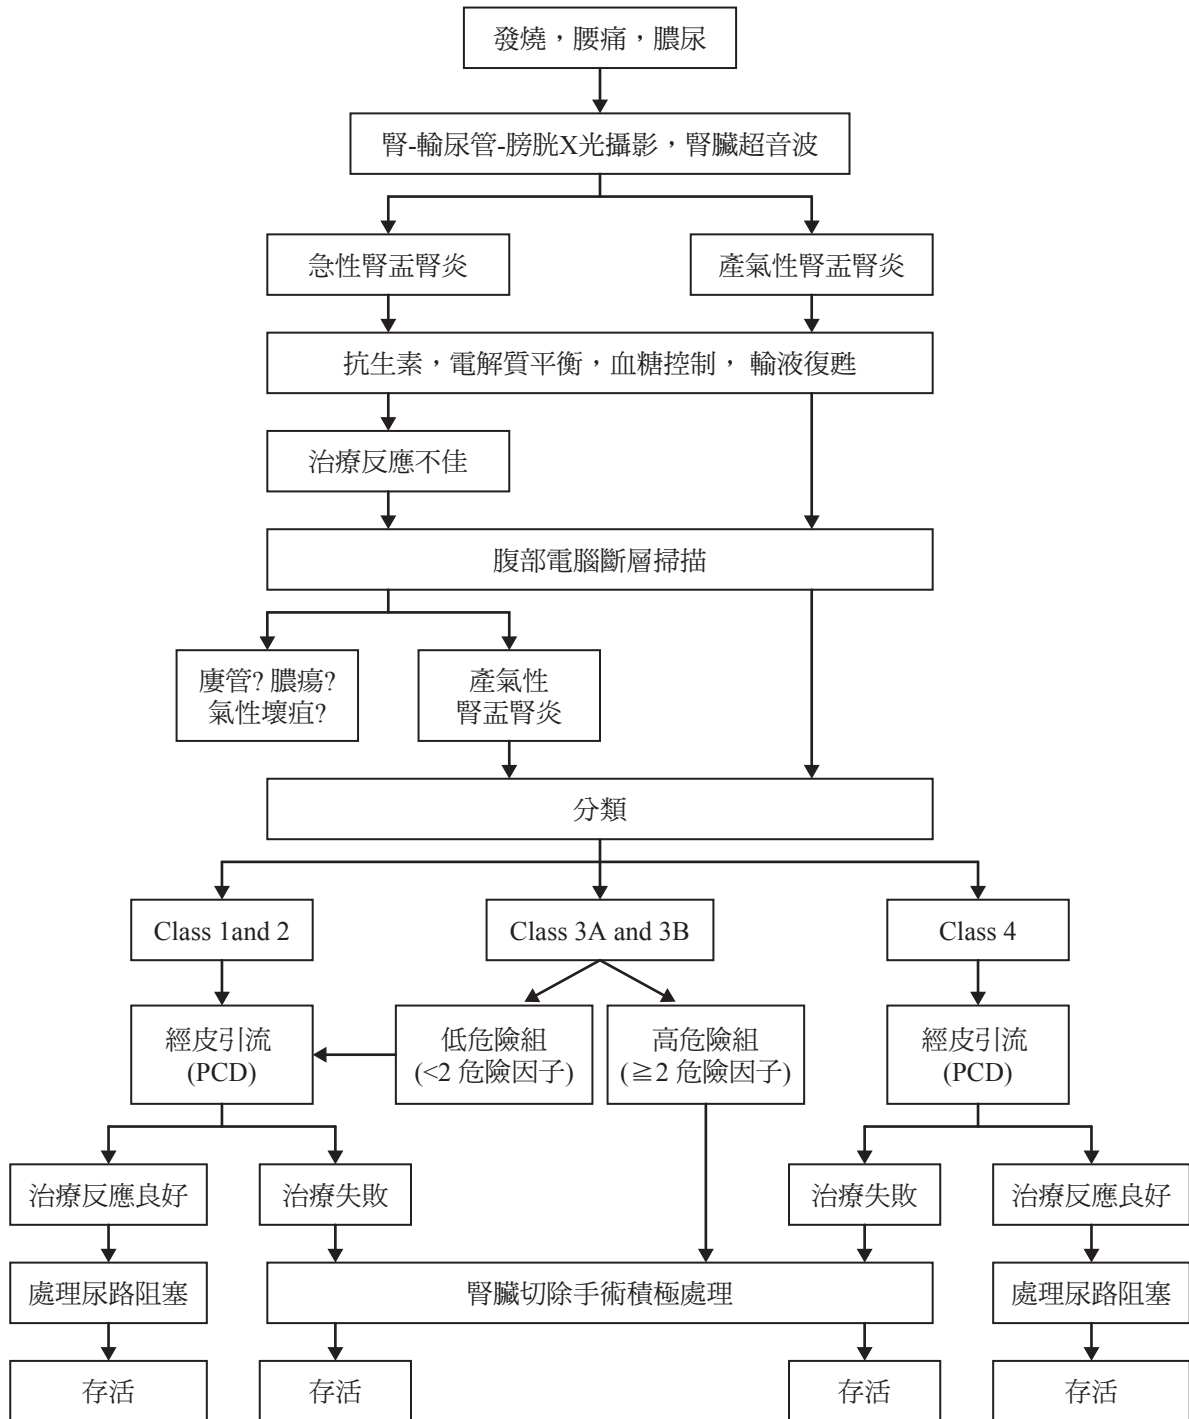 發燒，腰痛，膿尿
腎-輸尿管-膀胱X光攝影，腎臟超音波
急性腎盂腎炎
產氣性腎盂腎炎
抗生素，電解質平衡，血糖控制， 輸液復甦
治療反應不佳
腹部電腦斷層掃描
廔管? 膿瘍?
氣性壞疽?
產氣性
腎盂腎炎
分類
Class 1and 2
Class 3A and 3B
Class 4
經皮引流
(PCD)
低危險組
(<2 危險因子)
高危險組
(≧2 危險因子)
經皮引流
(PCD)
治療反應良好
治療失敗
治療失敗
治療反應良好
處理尿路阻塞
腎臟切除手術積極處理
處理尿路阻塞
存活
存活
存活
存活